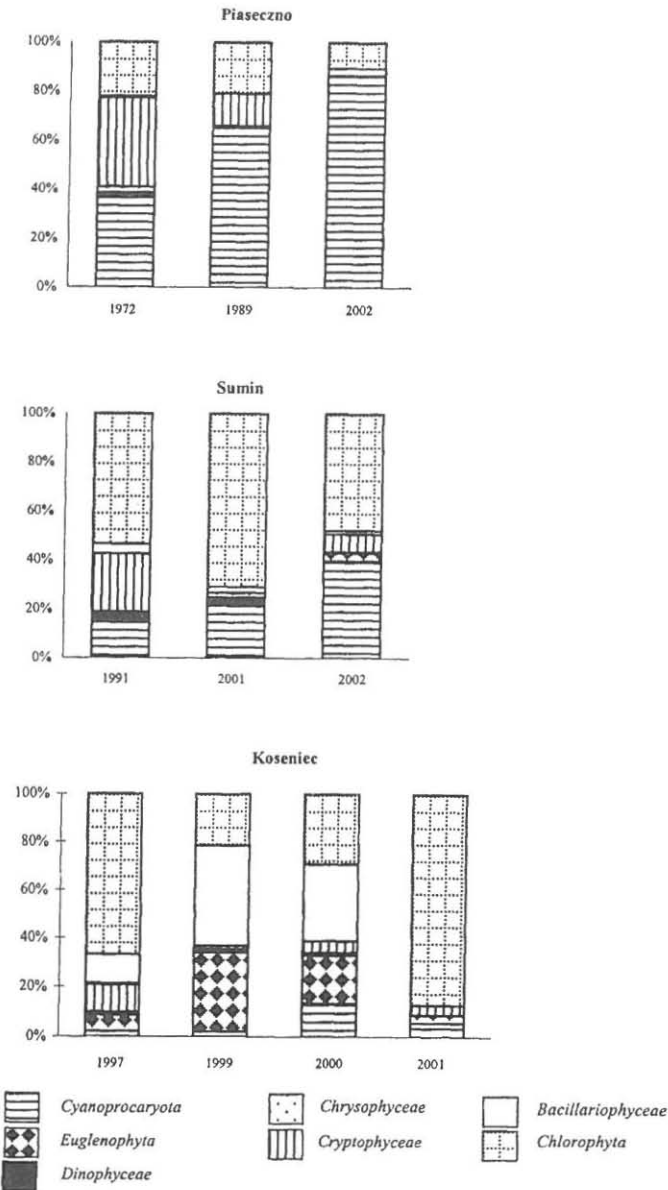 Piaseczno
100%
80%
60%
40%
20%
0%
1972 1989 2002
Sumin
100%
80%
60%
40%
20%
0%
1991 2001 2002
Koseniec
100%
80%
60%
40%
20%
0%
1997 1999 2000 2001
Cyanoprocaryota Chrysophyceae Bacillariophyceae
Euglenophyta Cryptophyceae Chlorophyta
Dinophyceae